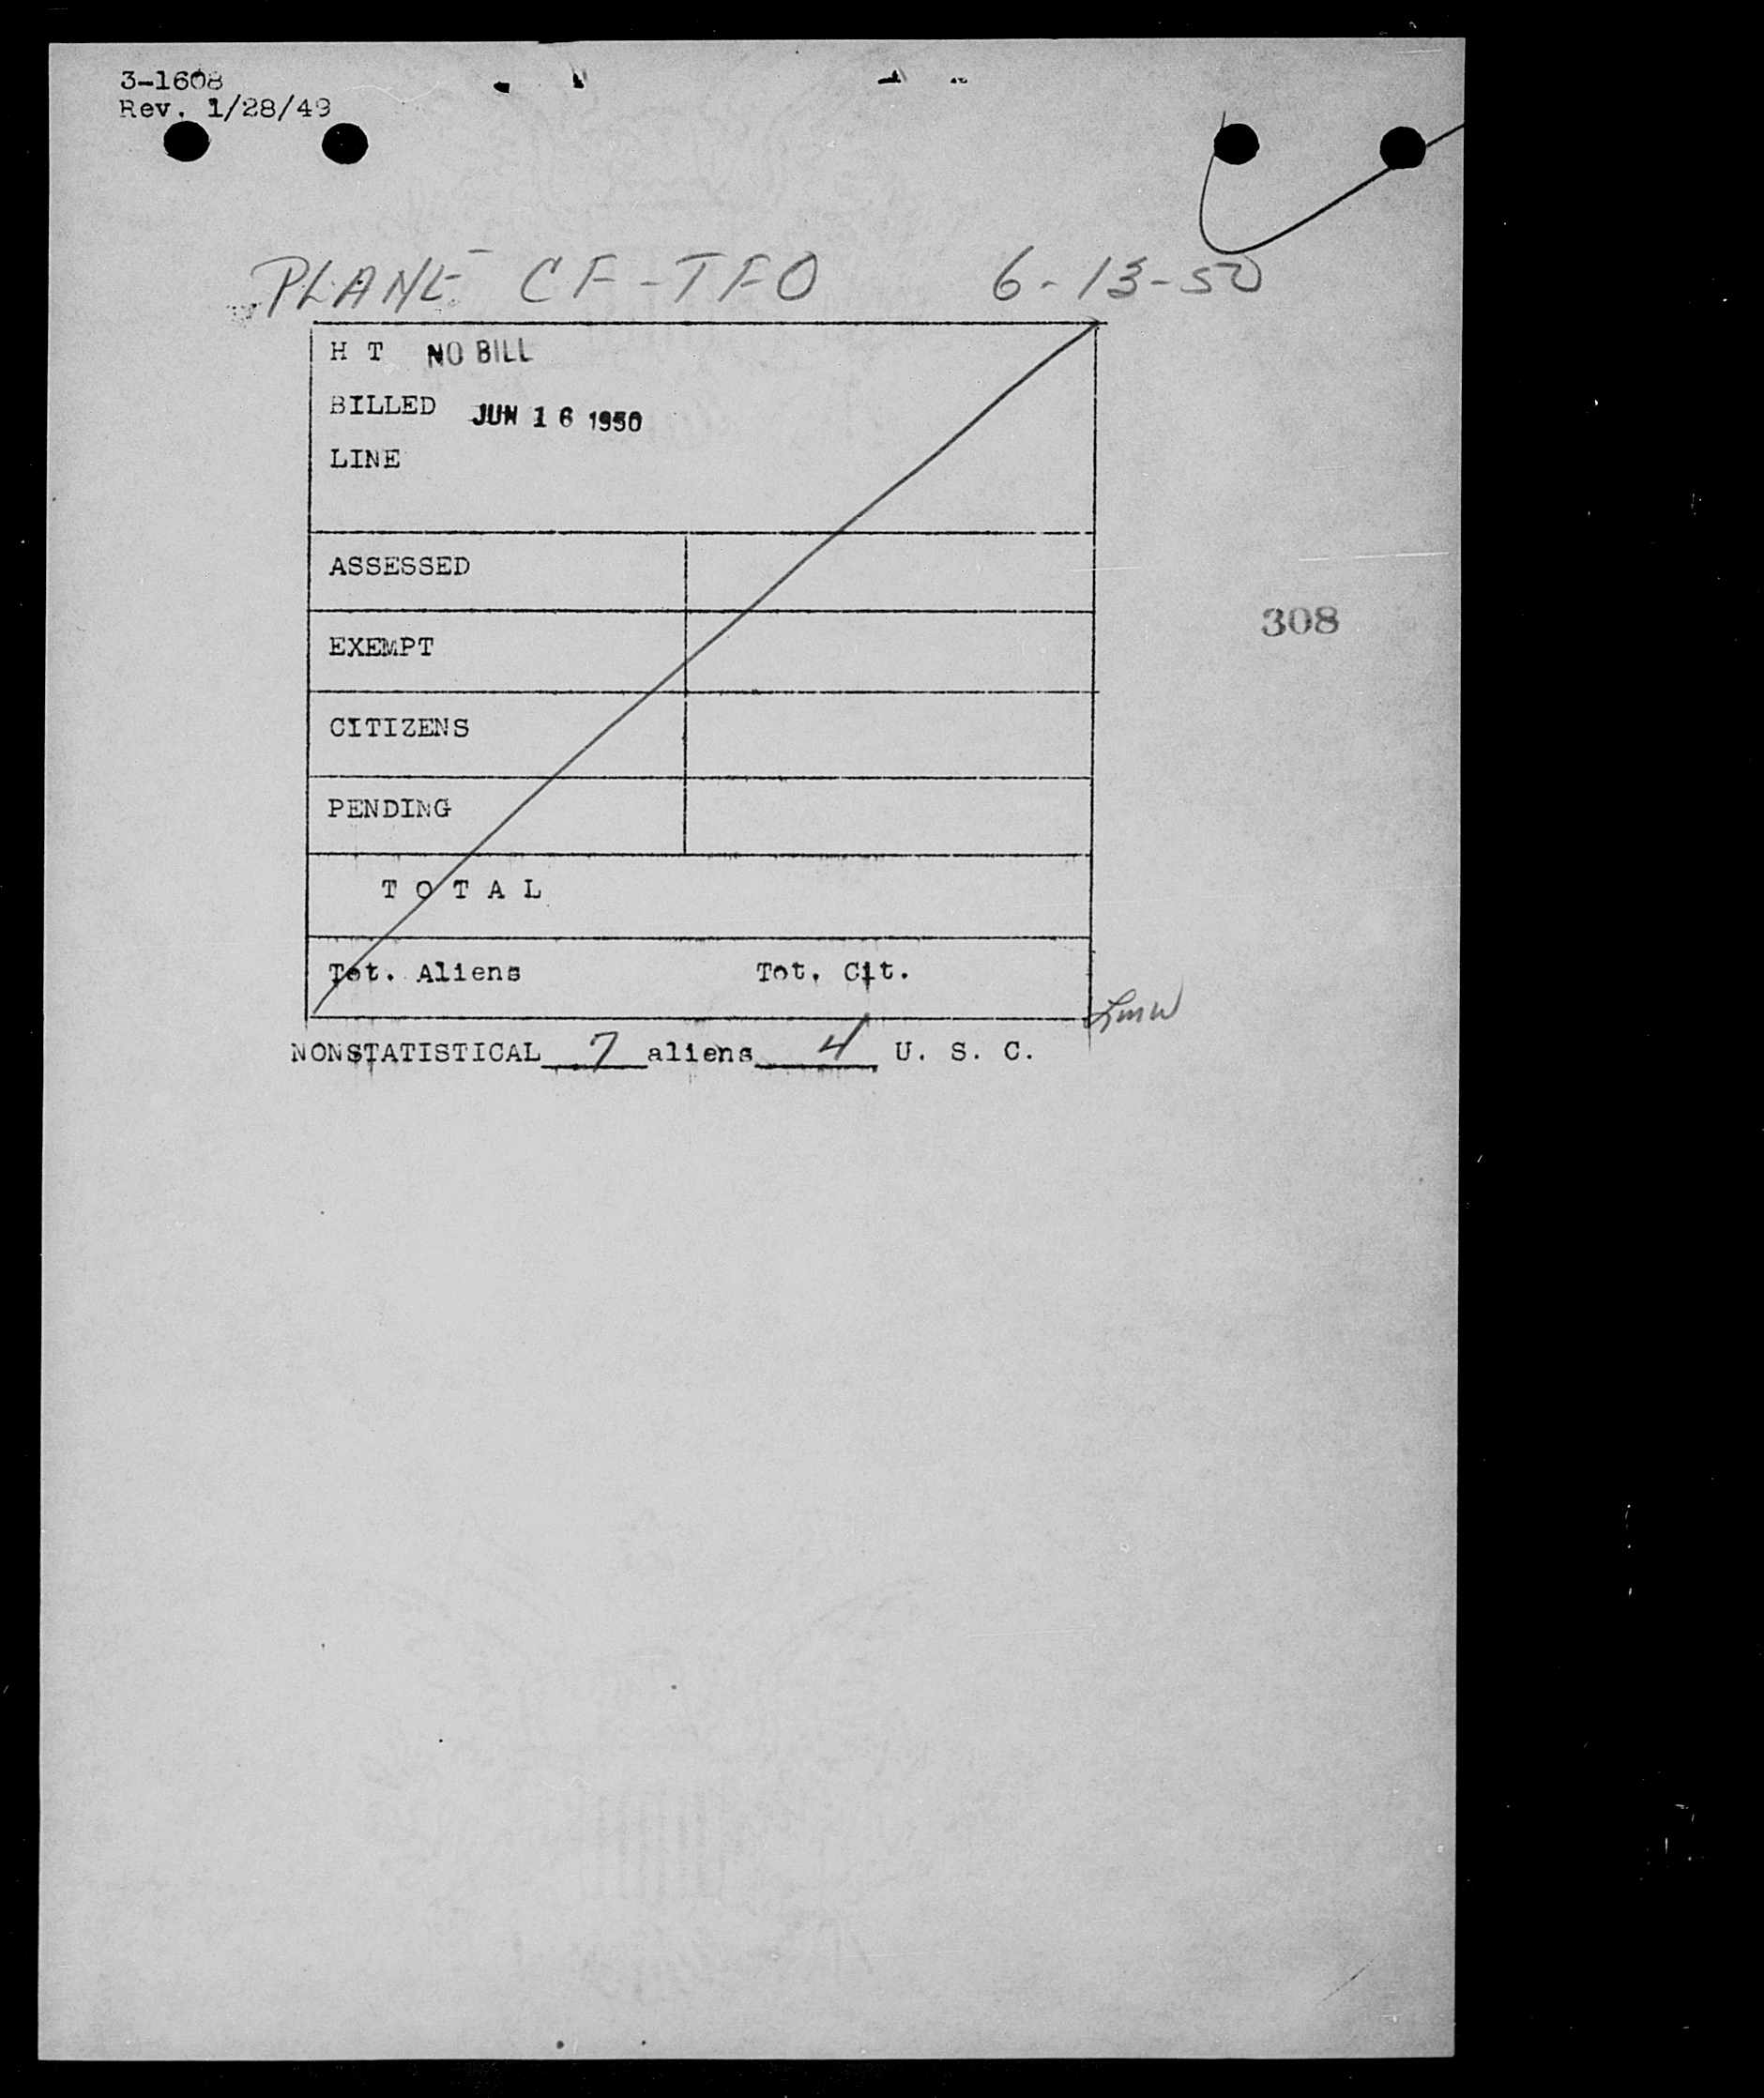 3-1608
Rev. 1/28/49
PLANE CF-TFO 6-13-50
H T NO BILL
BILLED JUN 16 1950
LINE
308
ASSESSED
EXEMPT
CITIZENS
PENDING
T O T A L
Tot. Aliens Tot. Cit.
Lmw
NONSTATISTICAL 7 aliens 4 U. S. C.